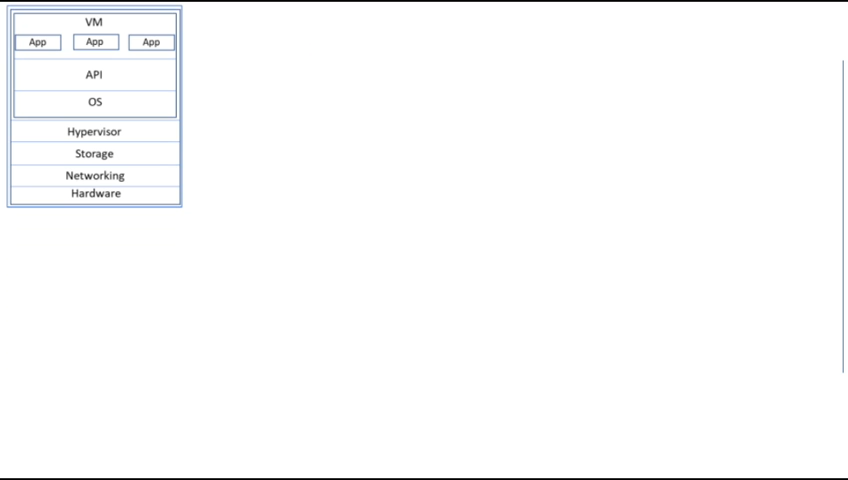 VM
App App App
API
OS
Hypervisor
Storage
Networking
Hardware